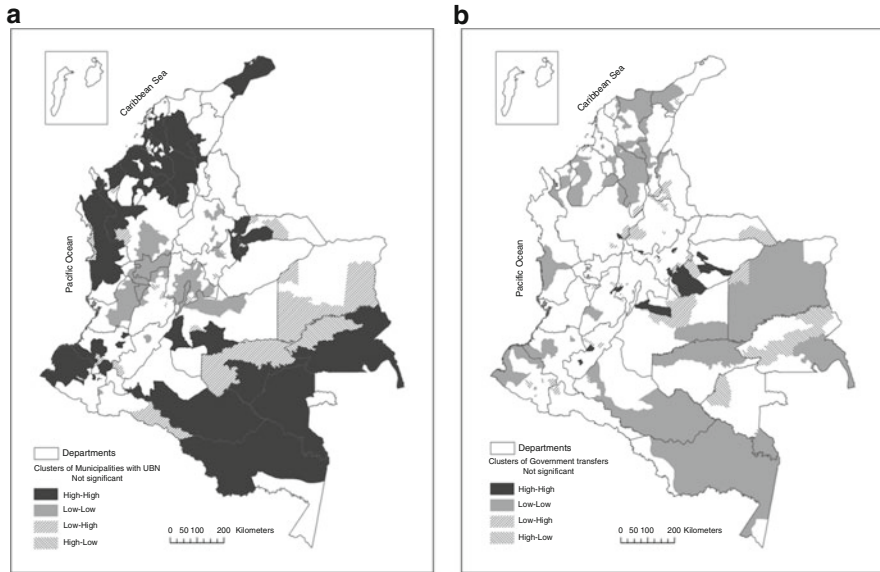 a
Caribbean Sea
Pacific Ocean
Departments
Clusters of Municipalities with UBN
Not significant
High-High
Low-Low
Low-High
High-Low
0 50 100 200 Kilometers
b
Caribbean Sea
Pacific Ocean
Departments
Clusters of Government transfers
Not significant
High-High
Low-Low
Low-High
High-Low
0 50 100 200 Kilometers